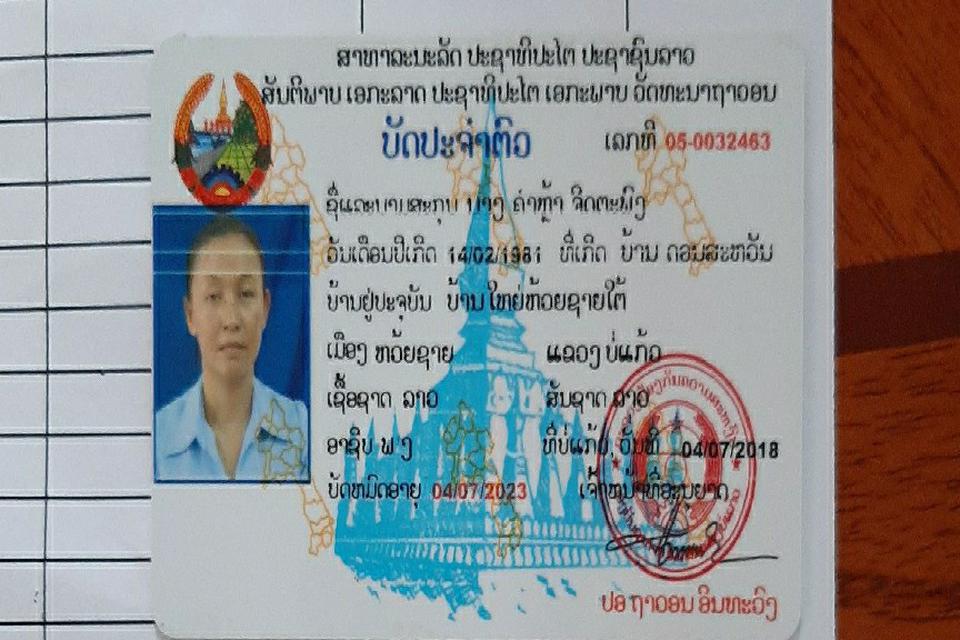 ສາທາລະນະລັດ ປະຊາທິປະໄຕ ປະຊາຊົນລາວ
ສັນຕິພາບ ເອກະລາດ ປະຊາທິປະໄຕ ເອກະພາບ ວັດທະນາຖາວອນ
ບັດປະຈຳຕົວ ເລກທີ 05-0032463
ຊື່ແລະນາມສະກຸນ ນາງ ຄຳຫຼ້າ ຈິດຕະພົງ
ວັນເດືອນປີເກີດ 14/02/1981 ທີ່ເກີດ ບ້ານ ດອນສະຫວັນ
ບ້ານຢູ່ປະຈຸບັນ ບ້ານ ໃຫຍ່ຫ້ວຍຊາຍໃຕ້
ເມືອງ ຫ້ວຍຊາຍ ແຂວງ ບໍ່ແກ້ວ
ເຊື້ອຊາດ ລາວ ສັນຊາດ ລາວ
ອາຊີບ ພ ງ ທີ່ບໍ່ແກ້ວ, ວັນທີ 04/07/2018
ບັດຫມົດອາຍຸ 04/07/2023 ເຈົ້າຫນ້າທີ່ອະນຸຍາດ
ປອ ຖາວອນ ອິນທະວົງ